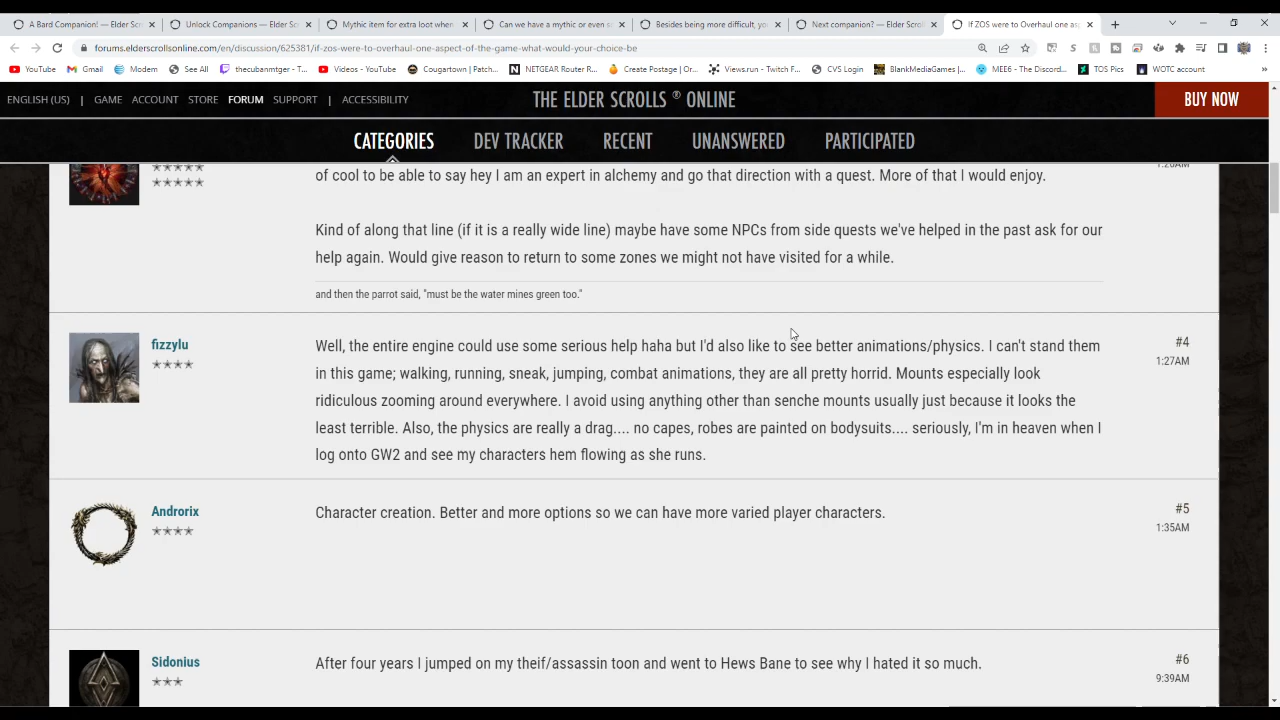 A Bard Companion! — Elder Scr
Unlock Companions — Elder Sc
Mythic item for extra loot when
Can we have a mythic or even s
Besides being more difficult, yo
Next companion? — Elder Scroll
If ZOS were to Overhaul one asp
forums.elderscrollsonline.com/en/discussion/625381/if-zos-were-to-overhaul-one-aspect-of-the-game-what-would-your-choice-be
YouTube
Gmail
Modem
See All
thecubanmtger - T...
Videos - YouTube
Cougartown | Patch...
NETGEAR Router R...
Create Postage | Or...
Views.run - Twitch F...
CVS Login
BlankMediaGames |...
MEE6 - The Discord...
TOS Pics
WOTC account
»
ENGLISH (US) | GAME ACCOUNT STORE FORUM SUPPORT | ACCESSIBILITY
THE ELDER SCROLLS ® ONLINE
BUY NOW
CATEGORIES DEV TRACKER RECENT UNANSWERED PARTICIPATED
1:20AM
of cool to be able to say hey I am an expert in alchemy and go that direction with a quest. More of that I would enjoy.
Kind of along that line (if it is a really wide line) maybe have some NPCs from side quests we've helped in the past ask for our
help again. Would give reason to return to some zones we might not have visited for a while.
and then the parrot said, "must be the water mines green too."
fizzylu
#4
1:27AM
Well, the entire engine could use some serious help haha but I'd also like to see better animations/physics. I can't stand them
in this game; walking, running, sneak, jumping, combat animations, they are all pretty horrid. Mounts especially look
ridiculous zooming around everywhere. I avoid using anything other than senche mounts usually just because it looks the
least terrible. Also, the physics are really a drag.... no capes, robes are painted on bodysuits.... seriously, I'm in heaven when I
log onto GW2 and see my characters hem flowing as she runs.
Androrix
#5
1:35AM
Character creation. Better and more options so we can have more varied player characters.
Sidonius
#6
9:39AM
After four years I jumped on my theif/assassin toon and went to Hews Bane to see why I hated it so much.